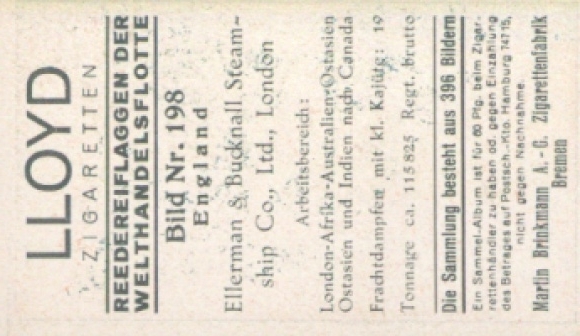 LLOYD
ZIGARETTEN
REEDEREIFLAGGEN DER
WELTHANDELSFLOTTE
Bild Nr. 198
England
Ellerman & Bucknall Steam-
ship Co., Ltd., London
Arbeitsbereich:
London-Afrika-Australien-Ostasien
Ostasien und Indien nach Canada
Frachtdampfer mit kl. Kajüte: 19
Tonnage ca. 115825 Regt. brutto
Die Sammlung besteht aus 396 Bildern
Ein Sammel-Album ist für 60 Pfg. beim Zigar-
rettenhändler zu haben od. gegen Einzahlung
des Betrages auf Postsch.-Kto. Hamburg 74715,
nicht gegen Nachnahme.
Martin Brinkmann A.-G. Zigarettenfabrik
Bremen